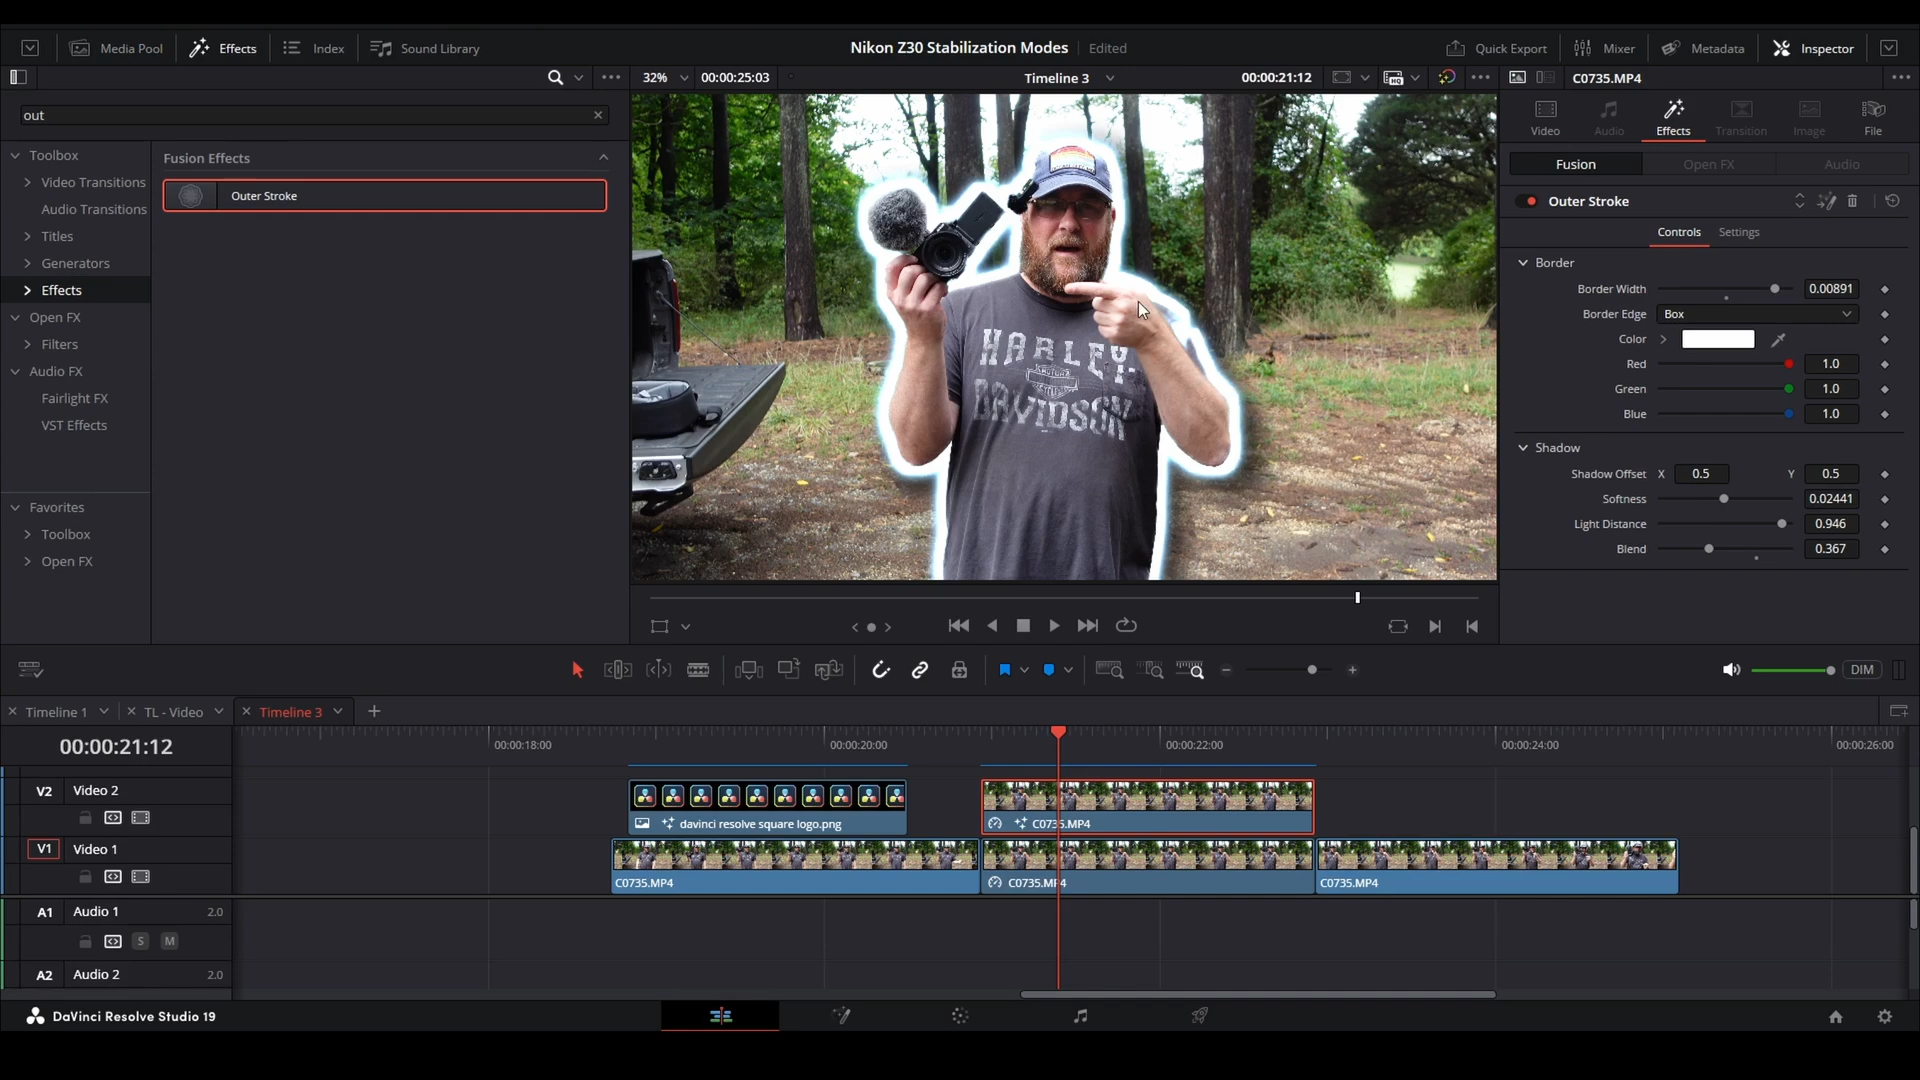 Media Pool
Effects
Index
Sound Library
Nikon Z30 Stabilization Modes
Edited
Quick Export
Mixer
Metadata
Inspector
32%
00:00:25:03
Timeline 3
00:00:21:12
HQ
C0735.MP4
out
Toolbox
Video Transitions
Audio Transitions
Titles
Generators
Effects
Open FX
Filters
Audio FX
Fairlight FX
VST Effects
Favorites
Toolbox
Open FX
Fusion Effects
Outer Stroke
HARLEY-
DAVIDSON
Video
Audio
Effects
Transition
Image
File
Fusion
Open FX
Audio
Outer Stroke
Controls
Settings
Border
Border Width 0.00891
Border Edge Box
Color
Red 1.0
Green 1.0
Blue 1.0
Shadow
Shadow Offset X 0.5 Y 0.5
Softness 0.02441
Light Distance 0.946
Blend 0.367
DIM
Timeline 1
TL - Video
Timeline 3
00:00:21:12
00:00:18:00
00:00:20:00
00:00:22:00
00:00:24:00
00:00:26:00
V2 Video 2
davinci resolve square logo.png
C0735.MP4
V1 Video 1
C0735.MP4
C0735.MP4
C0735.MP4
A1 Audio 1 2.0
S M
A2 Audio 2 2.0
DaVinci Resolve Studio 19